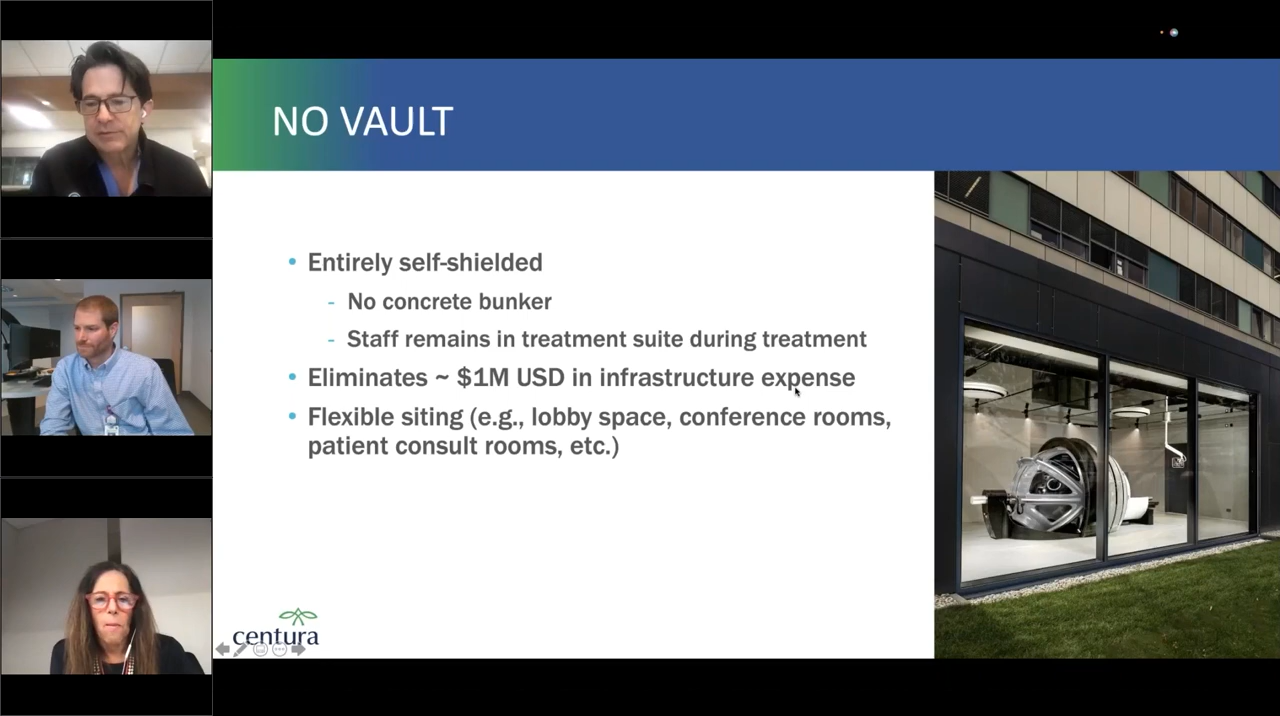 NO VAULT
• Entirely self-shielded
- No concrete bunker
- Staff remains in treatment suite during treatment
• Eliminates ~ $1M USD in infrastructure expense
• Flexible siting (e.g., lobby space, conference rooms,
patient consult rooms, etc.)
centura